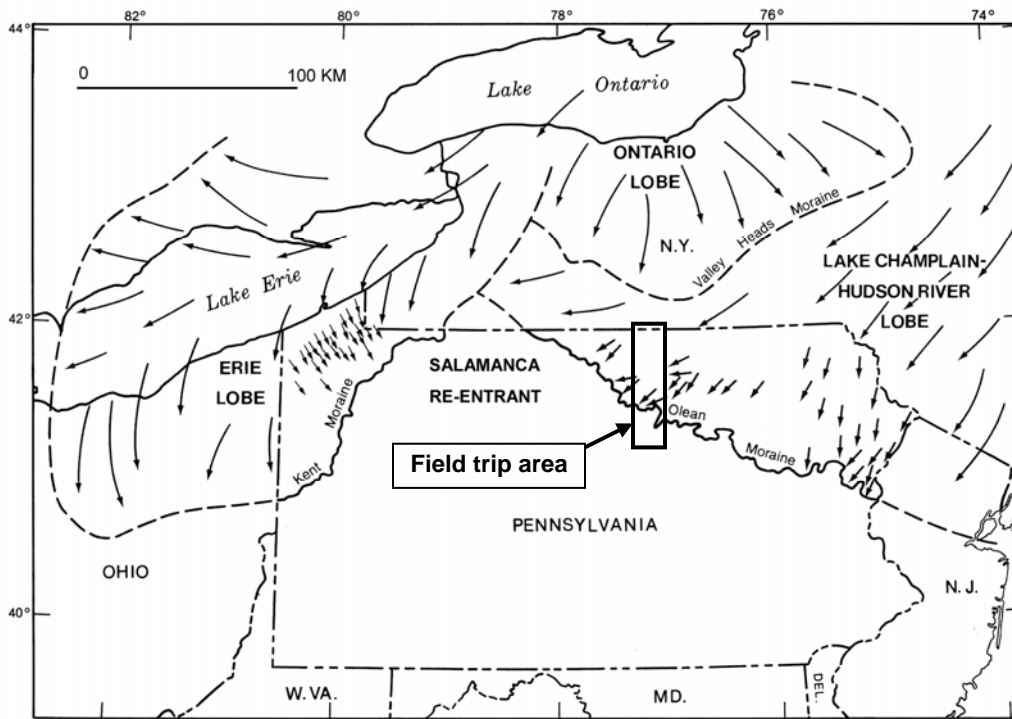 82°
80°
78°
76°
74°
44°
0
100 KM
Lake Ontario
ONTARIO
LOBE
N.Y.
Valley Heads Moraine
LAKE CHAMPLAIN-
HUDSON RIVER
LOBE
Lake Erie
42°
ERIE
LOBE
SALAMANCA
RE-ENTRANT
Kent Moraine
Olean Moraine
Field trip area
PENNSYLVANIA
OHIO
N.J.
40°
W.VA.
MD.
DEL.